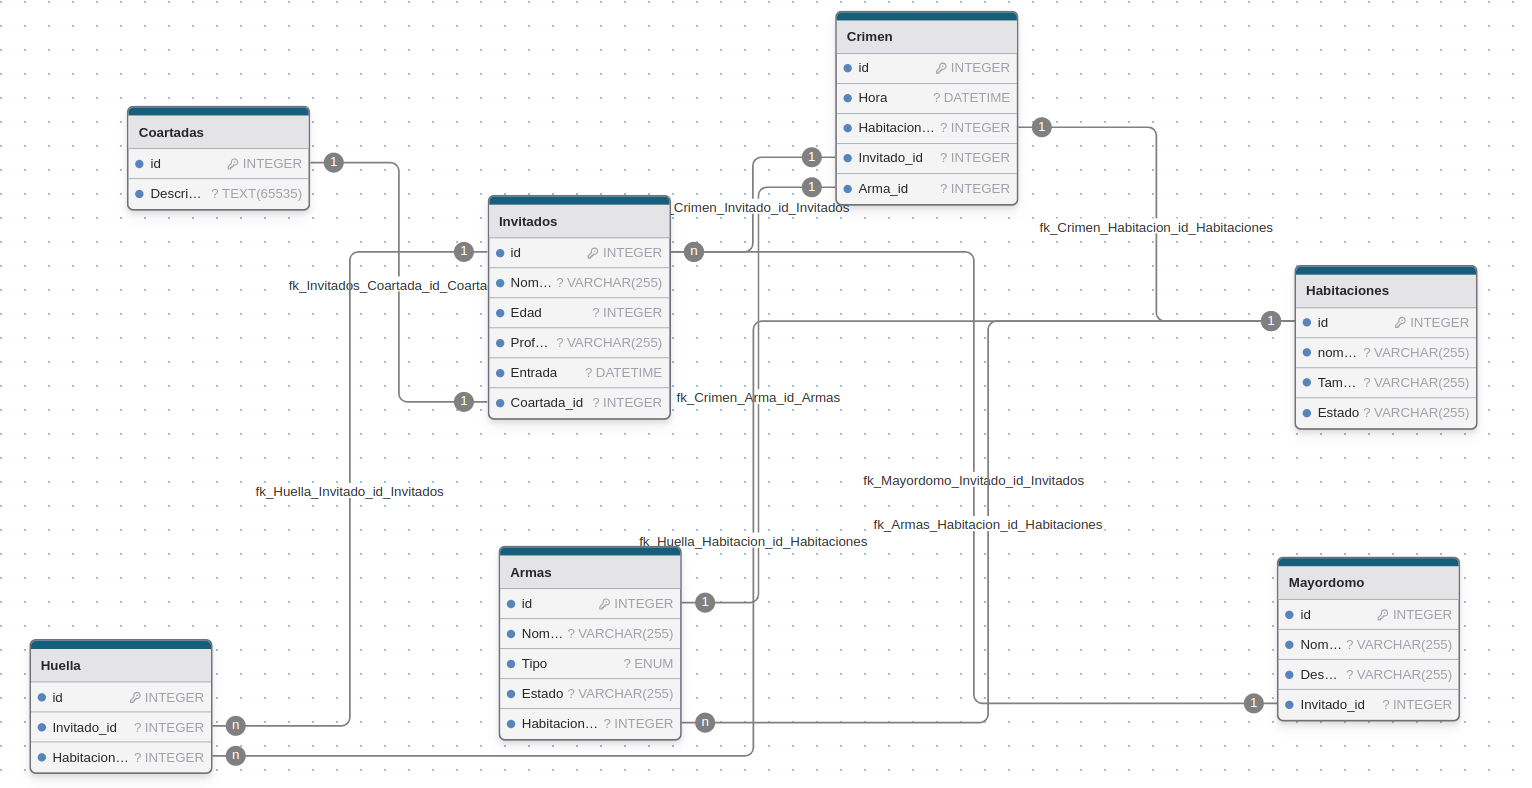 Crimen
id INTEGER
Hora ? DATETIME
Habitacion... ? INTEGER
Invitado_id ? INTEGER
Arma_id ? INTEGER
Coartadas
id INTEGER
Descri... ? TEXT(65535)
Invitados
id INTEGER
Nom... ? VARCHAR(255)
Edad ? INTEGER
Prof... ? VARCHAR(255)
Entrada ? DATETIME
Coartada_id ? INTEGER
Habitaciones
id INTEGER
nom... ? VARCHAR(255)
Tam... ? VARCHAR(255)
Estado ? VARCHAR(255)
Armas
id INTEGER
Nom... ? VARCHAR(255)
Tipo ? ENUM
Estado ? VARCHAR(255)
Habitacion... ? INTEGER
Mayordomo
id INTEGER
Nom... ? VARCHAR(255)
Des... ? VARCHAR(255)
Invitado_id ? INTEGER
Huella
id INTEGER
Invitado_id ? INTEGER
Habitacion... ? INTEGER
_Crimen_Invitado_id_Invitados
fk_Crimen_Habitacion_id_Habitaciones
fk_Invitados_Coartada_id_Coarta
fk_Crimen_Arma_id_Armas
fk_Mayordomo_Invitado_id_Invitados
fk_Huella_Invitado_id_Invitados
fk_Armas_Habitacion_id_Habitaciones
fk_Huella_Habitacion_id_Habitaciones
1
1
1
1
1
n
1
1
1
n
1
n
n